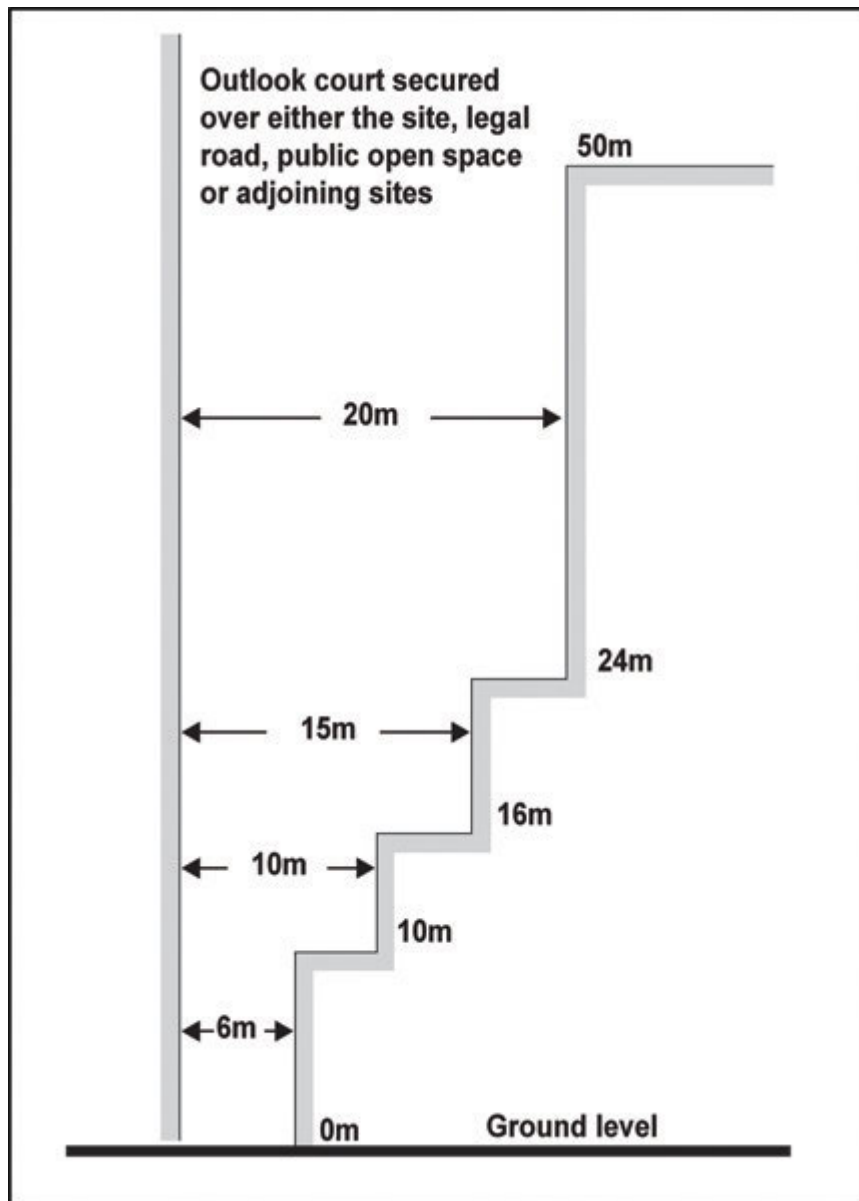 Outlook court secured
over either the site, legal
road, public open space
or adjoining sites
50m
20m
24m
15m
16m
10m
10m
6m
0m
Ground level